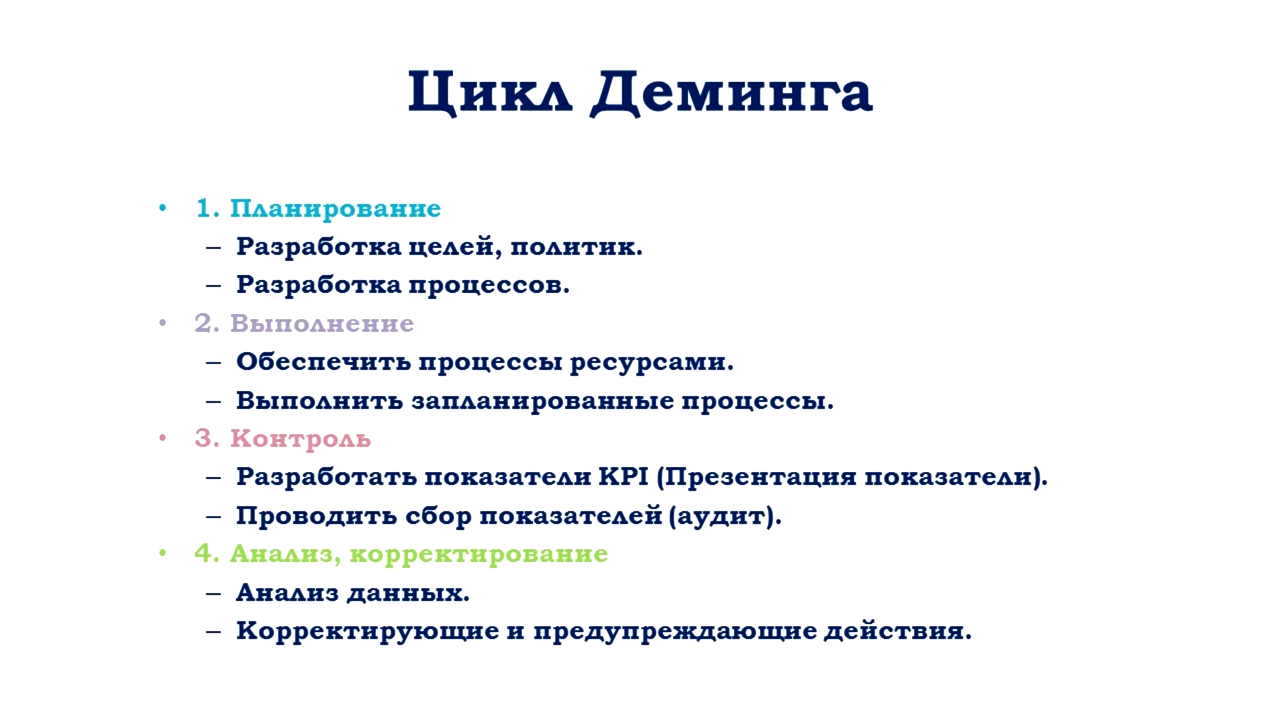 Цикл Деминга
• 1. Планирование
– Разработка целей, политик.
– Разработка процессов.
• 2. Выполнение
– Обеспечить процессы ресурсами.
– Выполнить запланированные процессы.
• 3. Контроль
– Разработать показатели KPI (Презентация показатели).
– Проводить сбор показателей (аудит).
• 4. Анализ, корректирование
– Анализ данных.
– Корректирующие и предупреждающие действия.